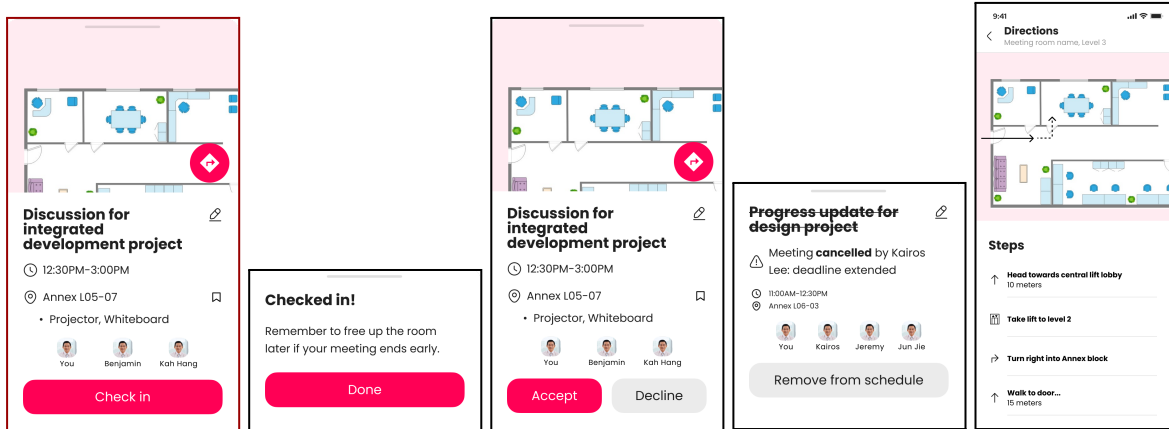 Discussion for
integrated
development project
12:30PM-3:00PM
Annex L05-07
• Projector, Whiteboard
You
Benjamin
Kah Hang
Check in
Checked in!
Remember to free up the room
later if your meeting ends early.
Done
Discussion for
integrated
development project
12:30PM-3:00PM
Annex L05-07
• Projector, Whiteboard
You
Benjamin
Kah Hang
Accept
Decline
Progress update for
design project
Meeting cancelled by Kairos
Lee: deadline extended
11:00AM-12:30PM
Annex L06-03
You
Kairos
Jeremy
Jun Jie
Remove from schedule
9:41
Directions
Meeting room name, Level 3
Steps
Head towards central lift lobby
10 meters
Take lift to level 2
Turn right into Annex block
Walk to door...
15 meters